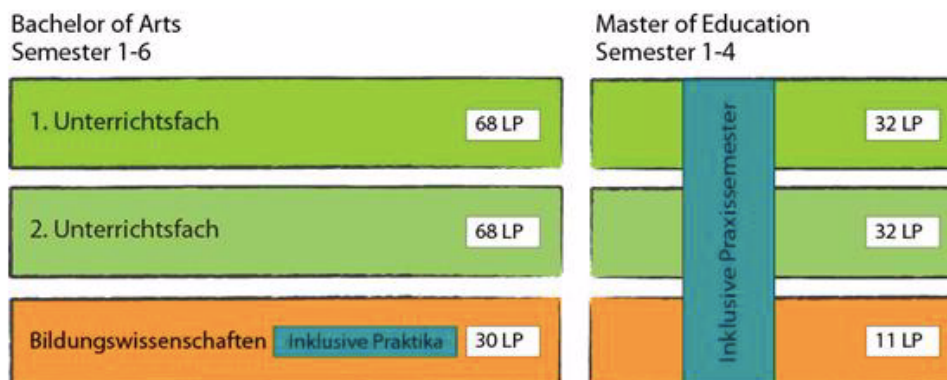 Bachelor of Arts
Semester 1-6
Master of Education
Semester 1-4
1. Unterrichtsfach
68 LP
32 LP
2. Unterrichtsfach
68 LP
32 LP
Bildungswissenschaften
Inklusive Praktika
30 LP
11 LP
Inklusive Praxissemester